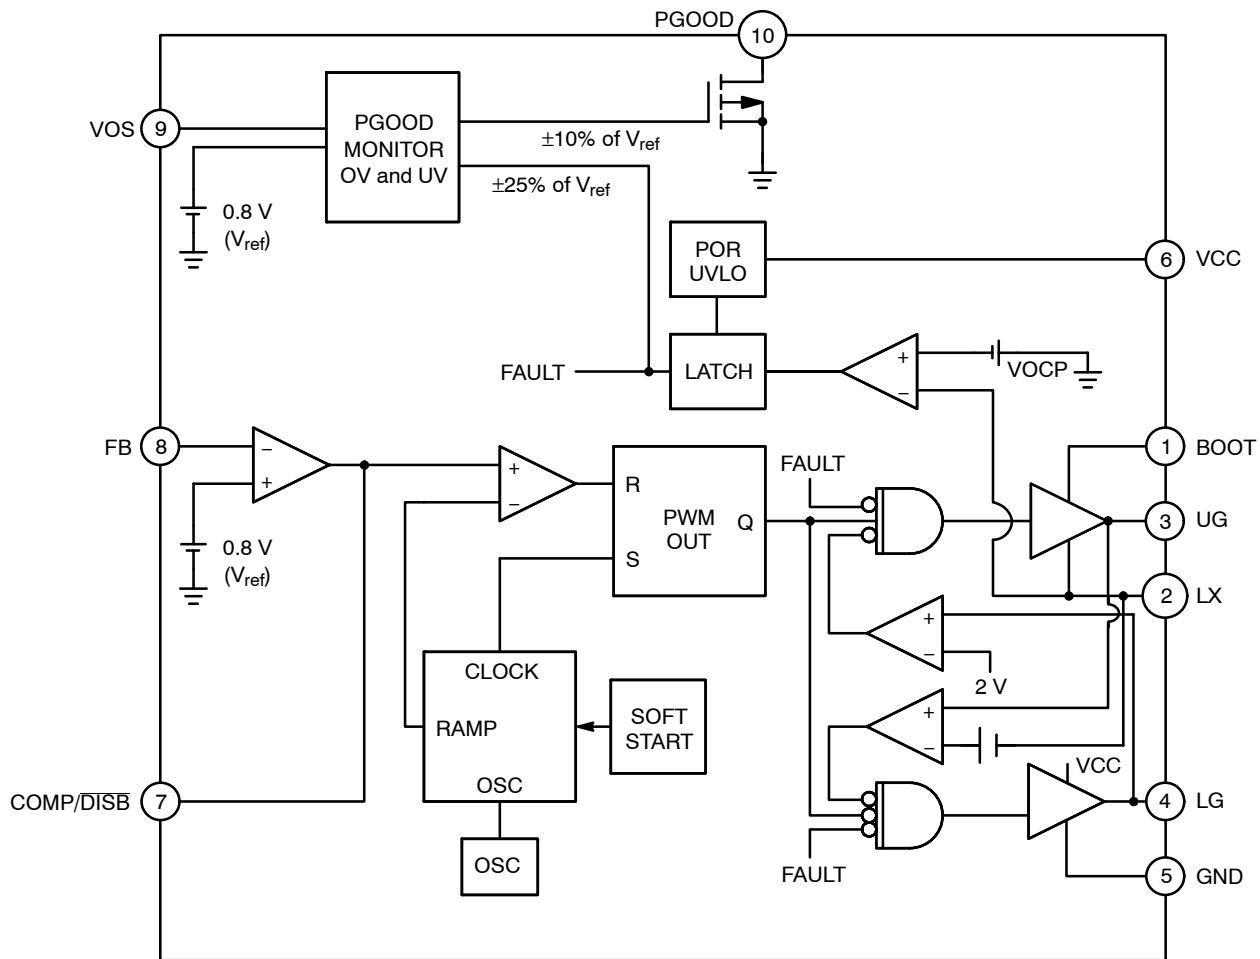 PGOOD
10
VOS
9
PGOOD
MONITOR
OV and UV
±10% of Vref
±25% of Vref
0.8 V
(Vref)
POR
UVLO
6
VCC
FAULT
LATCH
+
−
VOCP
FB
8
−
+
0.8 V
(Vref)
+
−
R
S
PWM
OUT
Q
FAULT
1
BOOT
3
UG
2
LX
+
−
2 V
CLOCK
RAMP
OSC
SOFT
START
+
−
VCC
COMP/DISB
7
4
LG
OSC
FAULT
5
GND